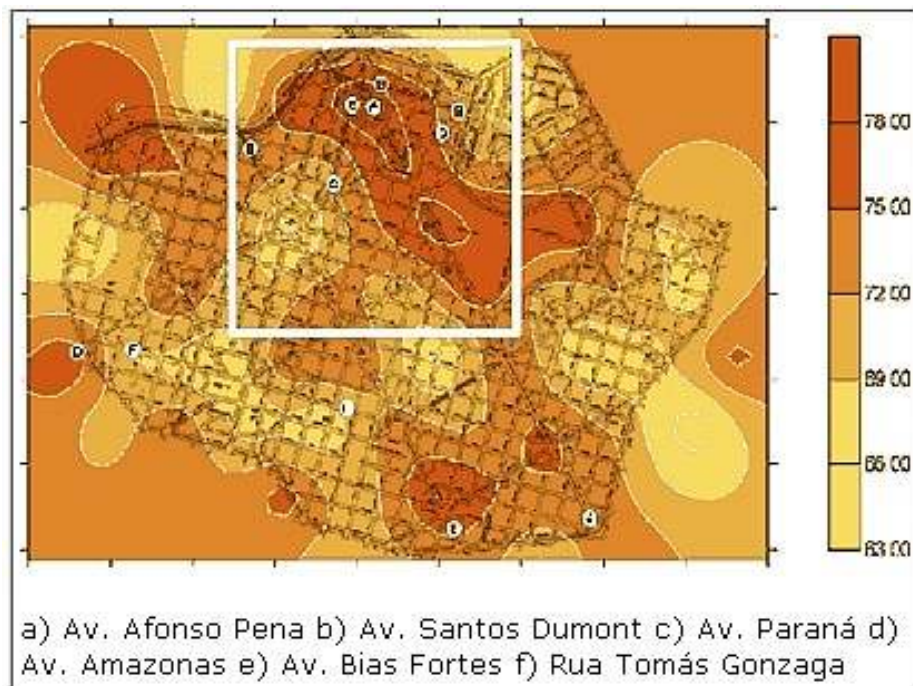 78.00
75.00
72.00
69.00
66.00
63.00
D
F
a) Av. Afonso Pena b) Av. Santos Dumont c) Av. Paraná d)
Av. Amazonas e) Av. Bias Fortes f) Rua Tomás Gonzaga